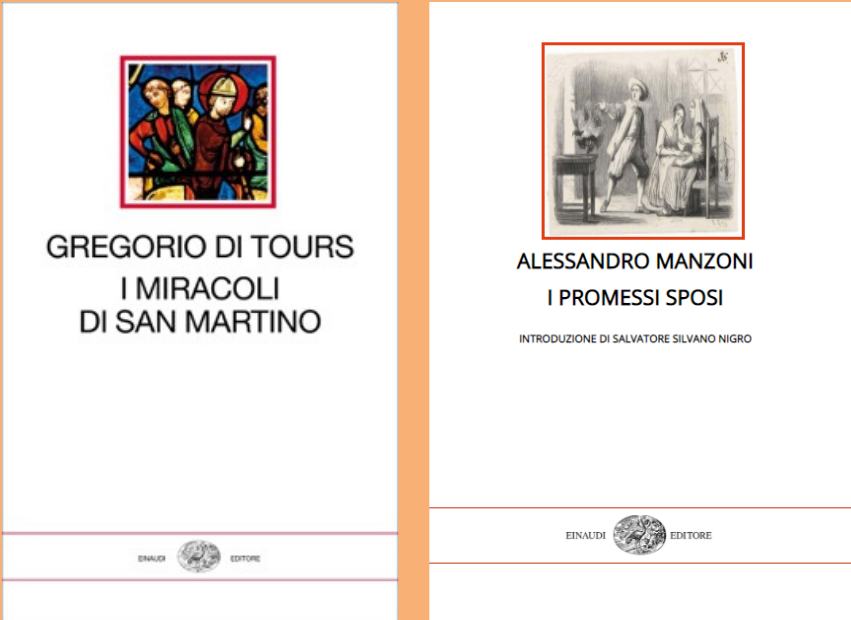 GREGORIO DI TOURS
I MIRACOLI
DI SAN MARTINO
EINAUDI EDITORE
ALESSANDRO MANZONI
I PROMESSI SPOSI
INTRODUZIONE DI SALVATORE SILVANO NIGRO
EINAUDI EDITORE